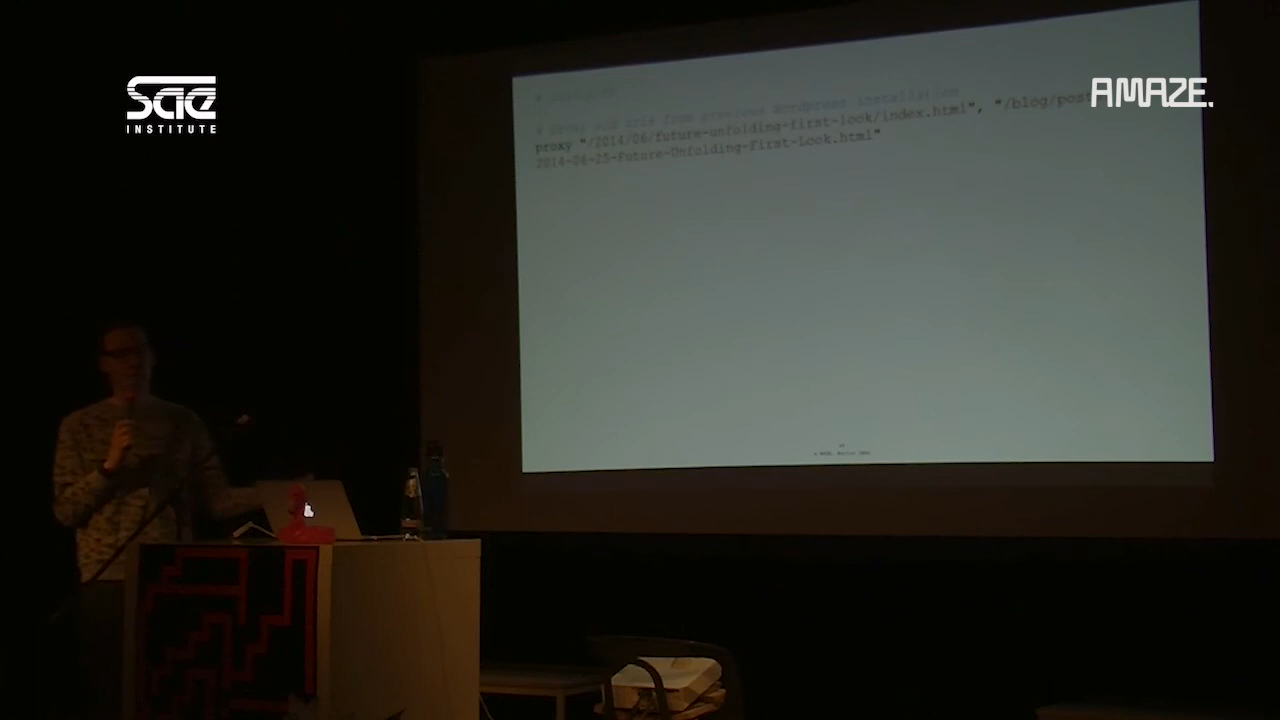 Sae
INSTITUTE
AMAZE.
# Proxy old urls from previous Wordpress installation
proxy "/2014/06/future-unfolding-first-look/index.html", "/blog/post
2014-06-25-Future-Unfolding-First-Look.html"